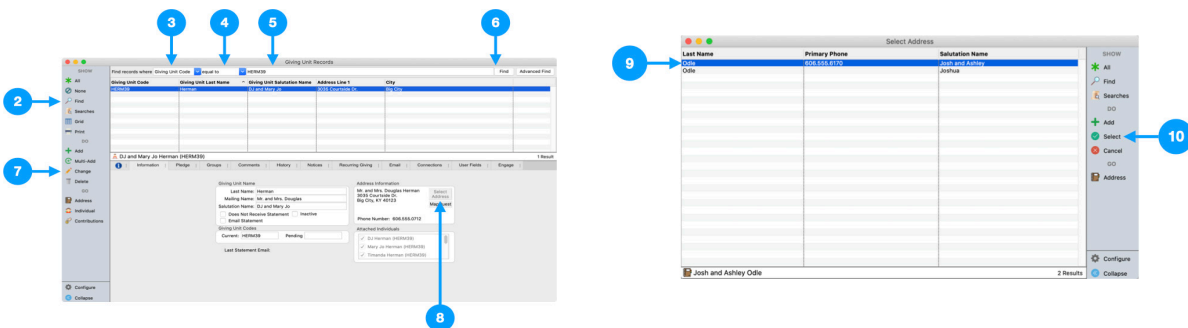 3
4
5
6
Giving Unit Records
SHOW
All
None
Find
Searches
Grid
Print
DO
Add
Multi-Add
Change
Delete
GO
Address
Individual
Contributions
Configure
Collapse
2
7
Find records where Giving Unit Code equal to HERM39 Find Advanced Find
Giving Unit Code Giving Unit Last Name Giving Unit Salutation Name Address Line 1 City
HERM39 Herman DJ and Mary Jo 3035 Courtside Dr. Big City
DJ and Mary Jo Herman (HERM39) 1 Result
Information Pledge Groups Comments History Notices Recurring Giving Email Connections User Fields Engage
Giving Unit Name
Last Name: Herman
Mailing Name: Mr. and Mrs. Douglas
Salutation Name: DJ and Mary Jo
Does Not Receive Statement Inactive
Email Statement
Giving Unit Codes
Current: HERM39 Pending:
Last Statement Email:
Address Information
Mr. and Mrs. Douglas Herman
3035 Courtside Dr.
Big City, KY 40123
Select Address
Phone Number: 606.555.0712
Attached Individuals
DJ Herman (HERM39)
Mary Jo Herman (HERM39)
Timanda Herman (HERM39)
8
Select Address
Last Name Primary Phone Salutation Name
9
Odle 606.555.6170 Josh and Ashley
Odle Joshua
Josh and Ashley Odle 2 Results
SHOW
All
Find
Searches
DO
Add
Select
10
Cancel
GO
Address
Configure
Collapse